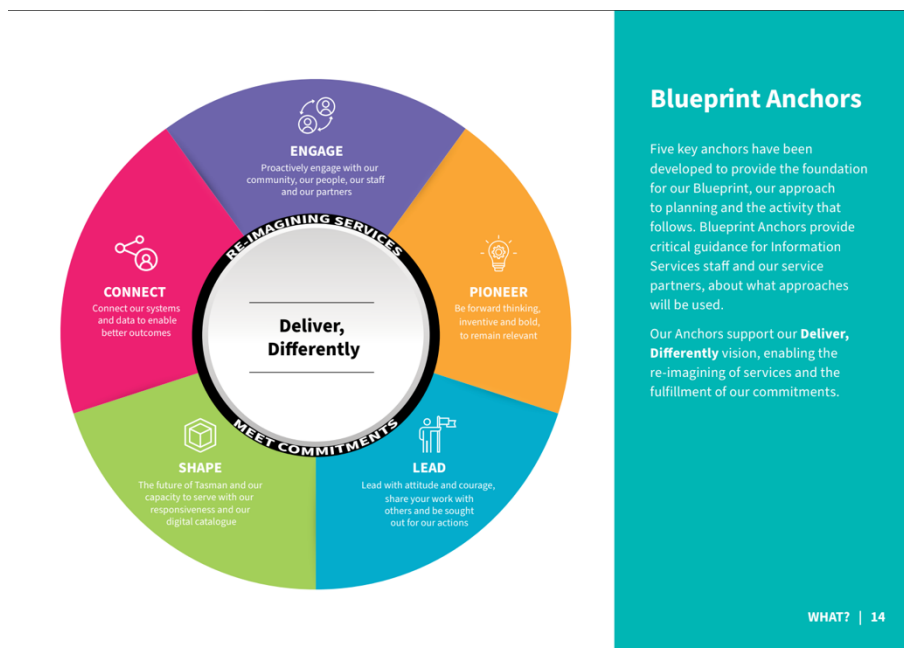 ENGAGE
Proactively engage with our
community, our people, our staff
and our partners
CONNECT
Connect our systems
and data to enable
better outcomes
PIONEER
Be forward thinking,
inventive and bold,
to remain relevant
RE-IMAGINING SERVICES
Deliver,
Differently
MEET COMMITMENTS
SHAPE
The future of Tasman and our
capacity to serve with our
responsiveness and our
digital catalogue
LEAD
Lead with attitude and courage,
share your work with
others and be sought
out for our actions
Blueprint Anchors
Five key anchors have been
developed to provide the foundation
for our Blueprint, our approach
to planning and the activity that
follows. Blueprint Anchors provide
critical guidance for Information
Services staff and our service
partners, about what approaches
will be used.
Our Anchors support our Deliver,
Differently vision, enabling the
re-imagining of services and the
fulfillment of our commitments.
WHAT? | 14